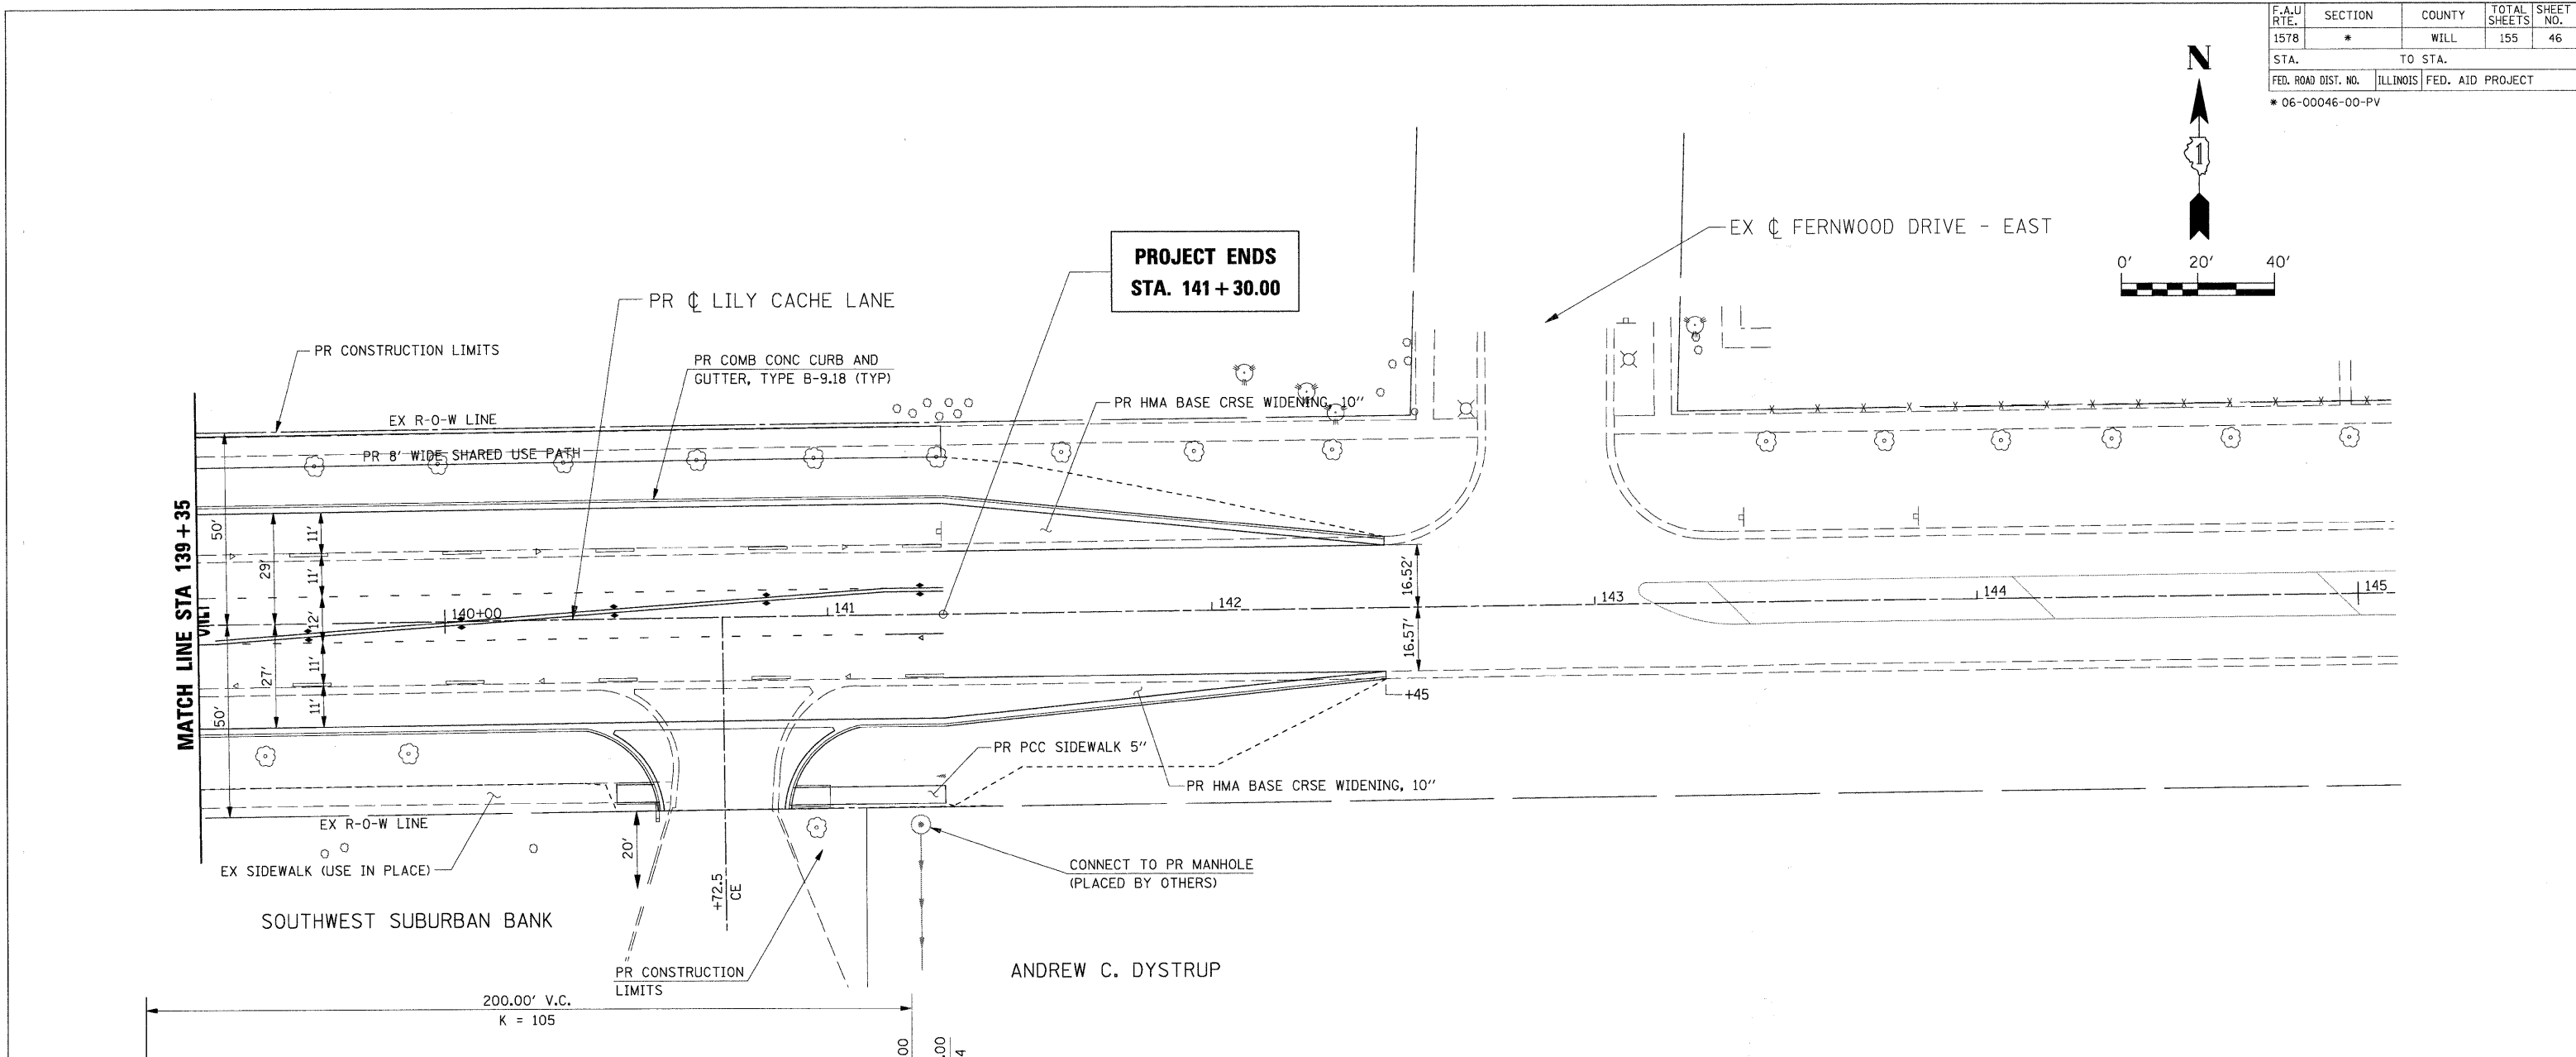 F.A.U RTE. SECTION COUNTY TOTAL SHEETS SHEET NO.
1578 * WILL 155 46
STA. TO STA.
FED. ROAD DIST. NO. ILLINOIS FED. AID PROJECT
* 06-00046-00-PV
N
1
0' 20' 40'
EX ℄ FERNWOOD DRIVE - EAST
PROJECT ENDS
STA. 141+30.00
PR ℄ LILY CACHE LANE
PR CONSTRUCTION LIMITS
PR COMB CONC CURB AND
GUTTER, TYPE B-9.18 (TYP)
PR HMA BASE CRSE WIDENING, 10"
EX R-O-W LINE
PR 8' WIDE SHARED USE PATH
MATCH LINE STA 139+35
50'
29'
11'
11'
12'
11'
11'
27'
50'
140+00
141
142
143
144
145
16.52'
16.57'
+45
PR PCC SIDEWALK 5"
PR HMA BASE CRSE WIDENING, 10"
EX R-O-W LINE
EX SIDEWALK (USE IN PLACE)
20'
+72.5
CE
CONNECT TO PR MANHOLE
(PLACED BY OTHERS)
SOUTHWEST SUBURBAN BANK
PR CONSTRUCTION
LIMITS
ANDREW C. DYSTRUP
200.00' V.C.
K = 105